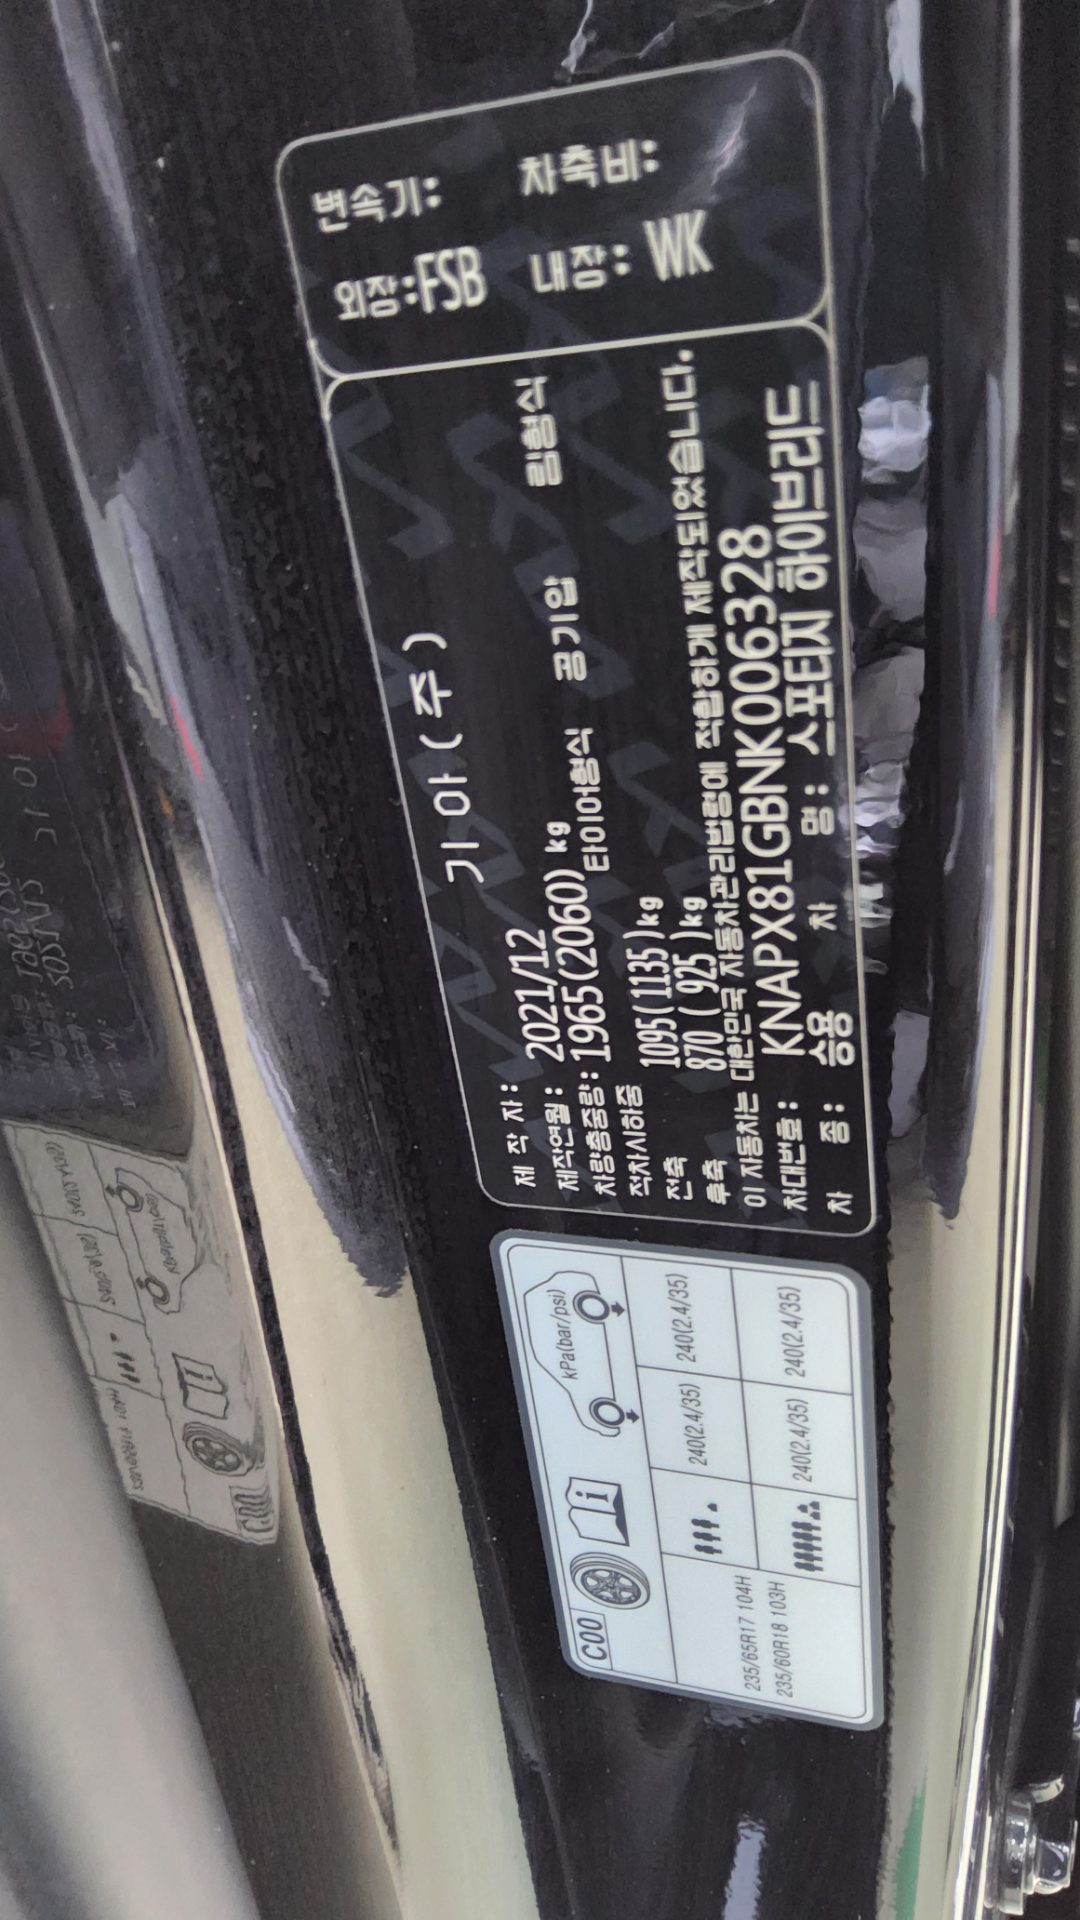 기아(주)
제 작 자:
제작연월: 2021/12
차량총중량: 1965(2060) kg
적차시하중 타이어형식 공기압 림형식
전축 1095(1135)kg
후축 870 ( 925 )kg
이 자동차는 대한민국 자동차관리법령에 적합하게 제작되었습니다.
차대번호: KNAPX81GBNK006328
차 종: 승용 차 명: 스포티지 하이브리드
변속기: 차축비:
외장:FSB 내장: WK
C00 kPa(bar/psi)
235/65R17 104H
235/60R18 103H
240(2.4/35) 240(2.4/35)
240(2.4/35) 240(2.4/35)